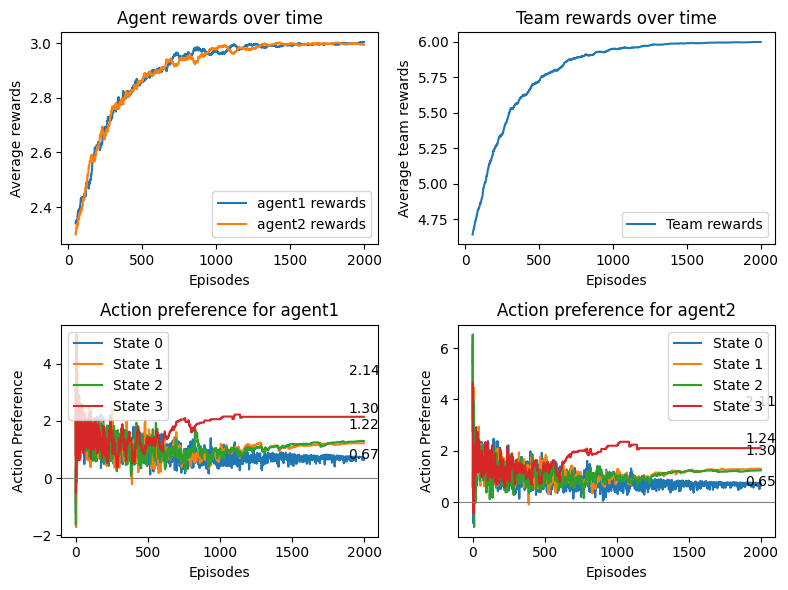 Agent rewards over time
Average rewards
3.0
2.8
2.6
2.4
agent1 rewards
agent2 rewards
0
500
1000
1500
2000
Episodes
Team rewards over time
Average team rewards
6.00
5.75
5.50
5.25
5.00
4.75
Team rewards
0
500
1000
1500
2000
Episodes
Action preference for agent1
Action Preference
4
2
0
−2
State 0
State 1
State 2
State 3
2.14
1.30
1.22
0.67
0
500
1000
1500
2000
Episodes
Action preference for agent2
Action Preference
6
4
2
0
State 0
State 1
State 2
State 3
2.11
1.24
1.30
0.65
0
500
1000
1500
2000
Episodes